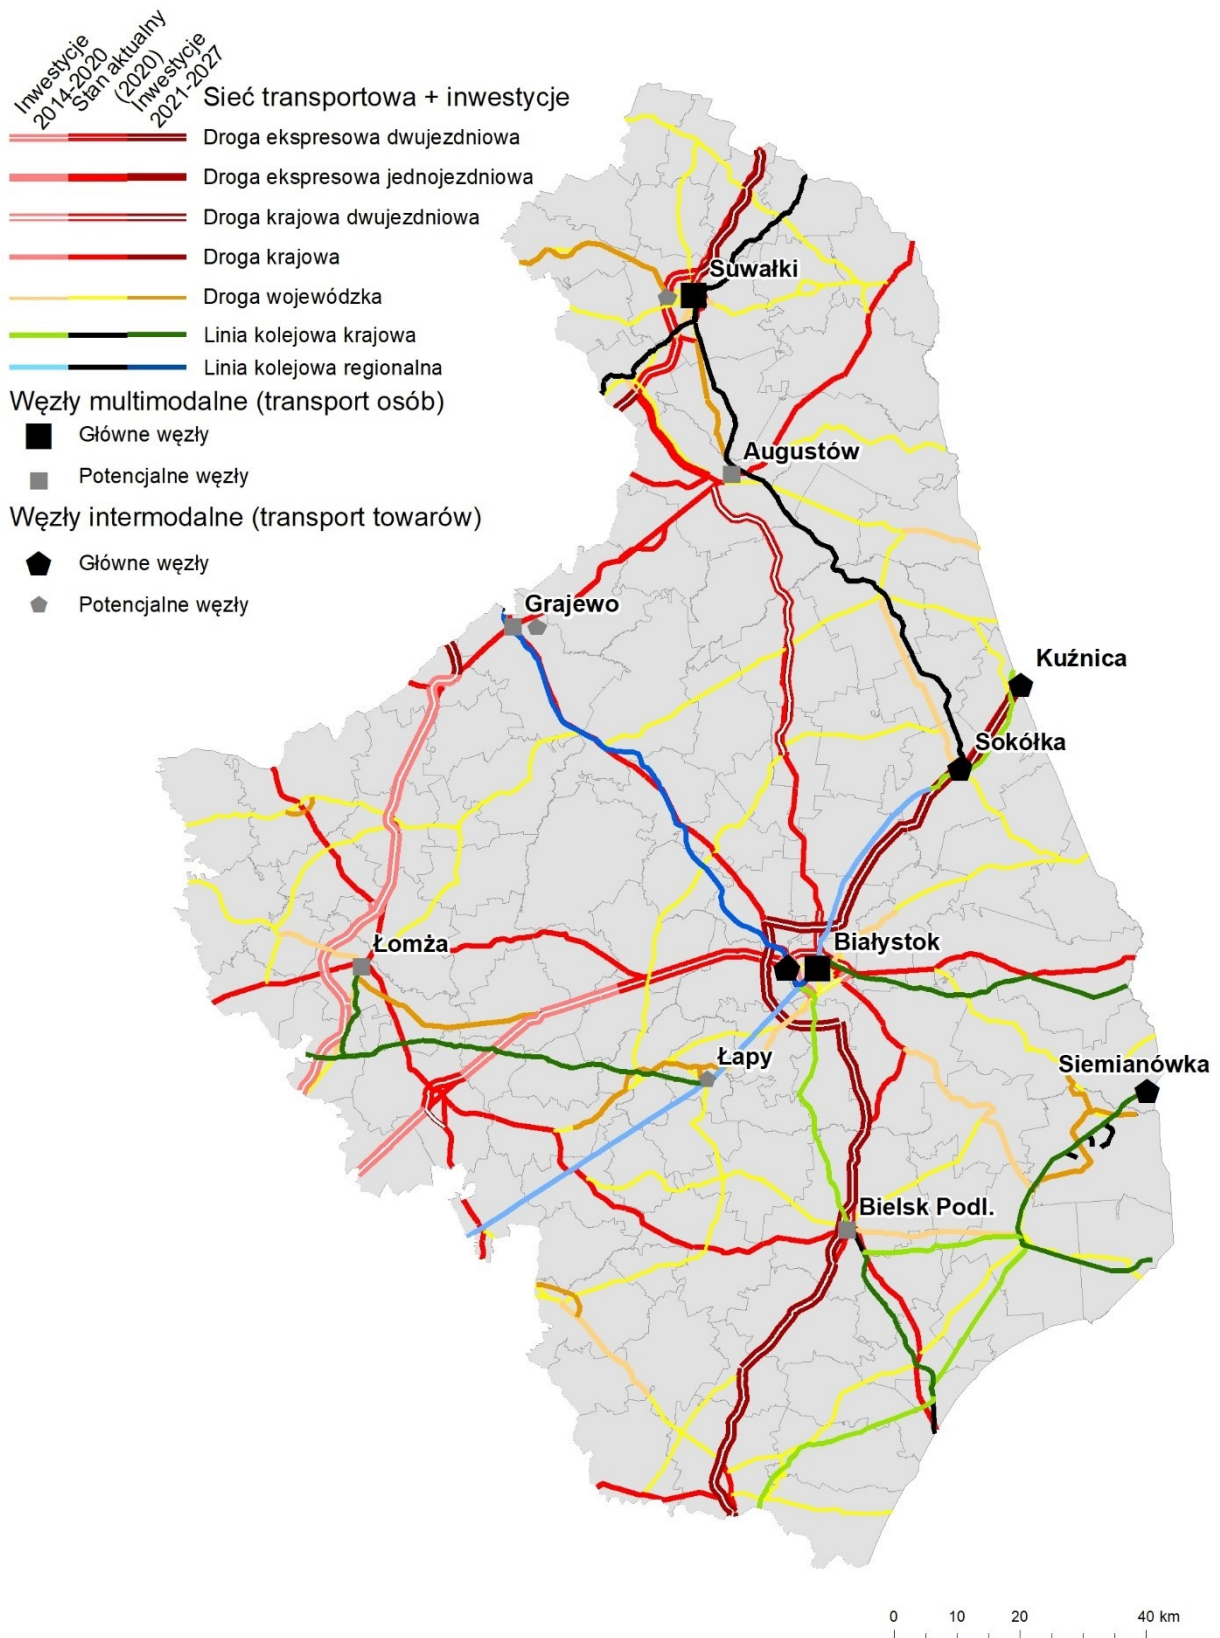 Inwestycje
2014-2020
Stan aktualny
(2020)
Inwestycje
2021-2027
Sieć transportowa + inwestycje
Droga ekspresowa dwujezdniowa
Droga ekspresowa jednojezdniowa
Droga krajowa dwujezdniowa
Droga krajowa
Droga wojewódzka
Linia kolejowa krajowa
Linia kolejowa regionalna
Węzły multimodalne (transport osób)
Główne węzły
Potencjalne węzły
Węzły intermodalne (transport towarów)
Główne węzły
Potencjalne węzły
Suwałki
Augustów
Grajewo
Kuźnica
Sokółka
Łomża
Białystok
Łapy
Siemianówka
Bielsk Podl.
0 10 20 40 km